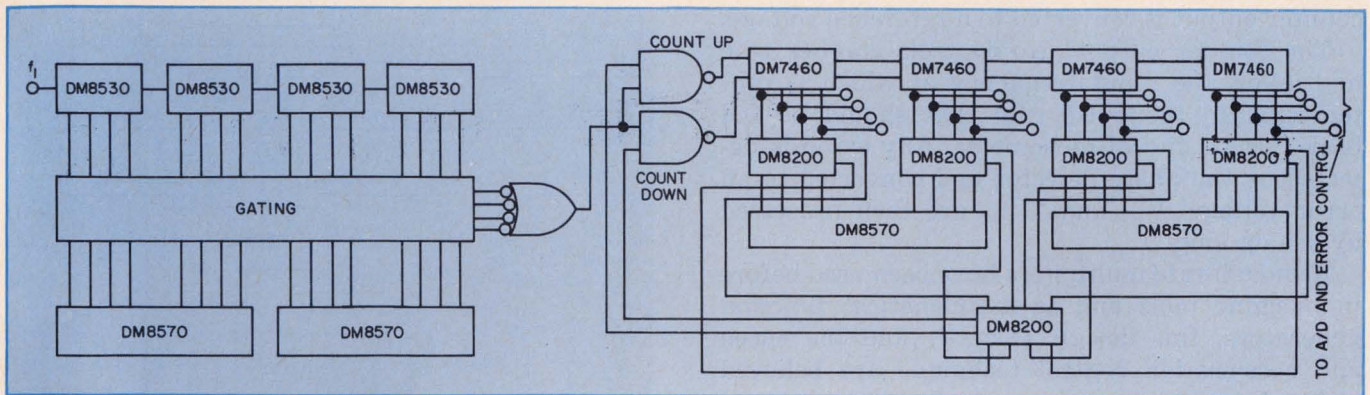 f₁
DM8530
DM8530
DM8530
DM8530
GATING
DM8570
DM8570
COUNT UP
COUNT DOWN
DM7460
DM7460
DM7460
DM7460
DM8200
DM8200
DM8200
DM8200
DM8570
DM8570
DM8200
TO A/D AND ERROR CONTROL